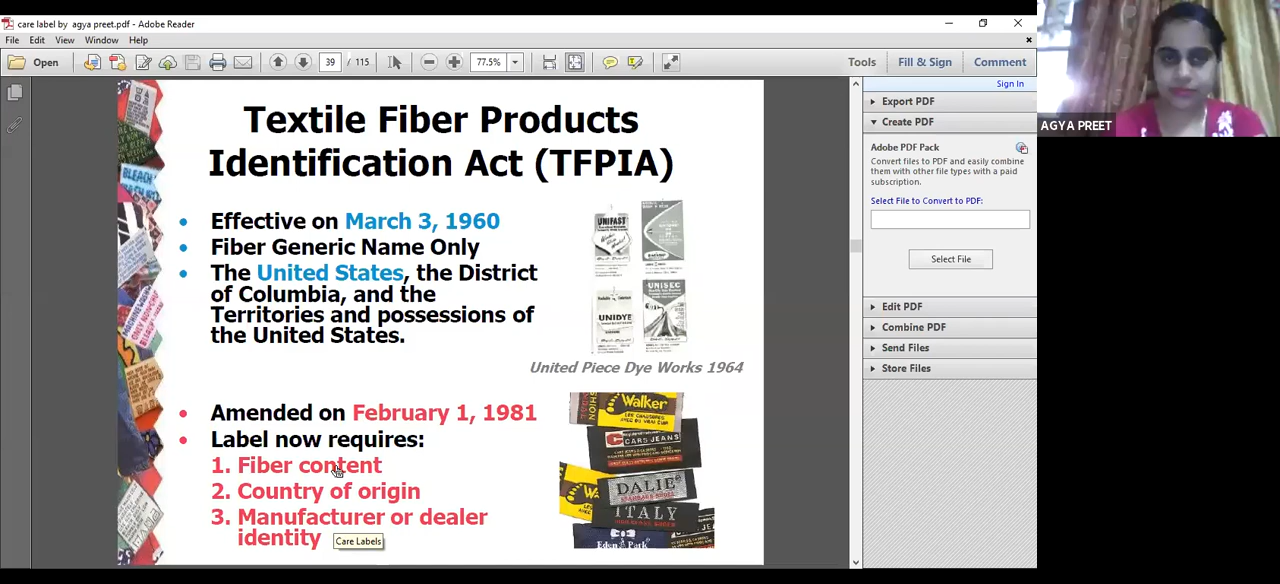 care label by agya preet.pdf - Adobe Reader
File Edit View Window Help
Open 39 / 115 77.5% Tools Fill & Sign Comment
Sign In
Export PDF
Create PDF
Adobe PDF Pack
Convert files to PDF and easily combine
them with other file types with a paid
subscription.
Select File to Convert to PDF:
Select File
Edit PDF
Combine PDF
Send Files
Store Files
AGYA PREET
Textile Fiber Products
Identification Act (TFPIA)
• Effective on March 3, 1960
• Fiber Generic Name Only
• The United States, the District
of Columbia, and the
Territories and possessions of
the United States.
UNIFAST
UNIDYE
UNISEC
United Piece Dye Works 1964
• Amended on February 1, 1981
• Label now requires:
1. Fiber content
2. Country of origin
3. Manufacturer or dealer
identity
Care Labels
BLEACH
Walker
CARS JEANS
DALIE
ITALY
Eden Park